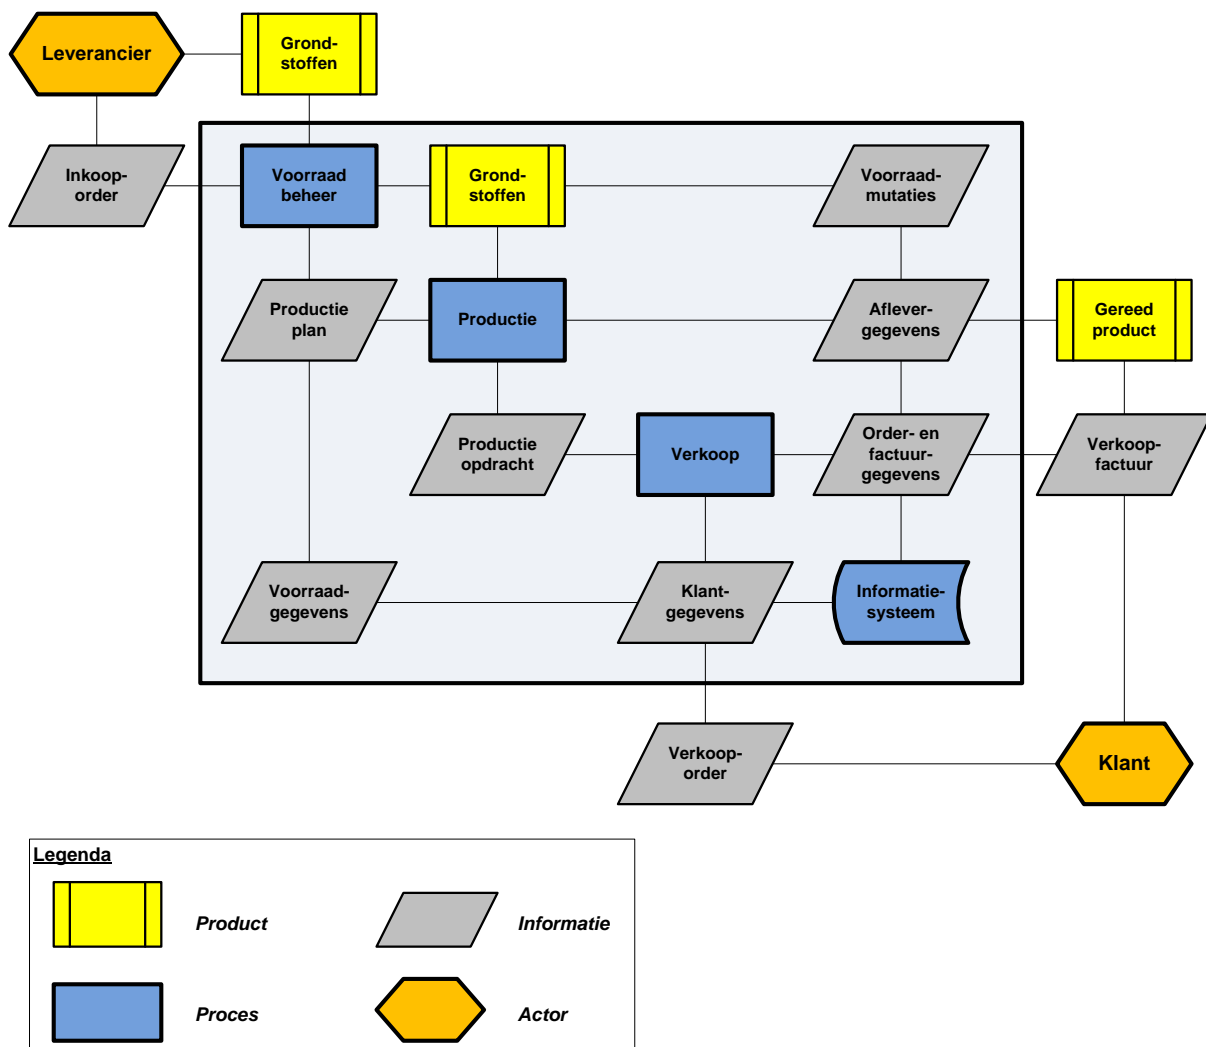 Leverancier
Grond-
stoffen
Inkoop-
order
Voorraad
beheer
Grond-
stoffen
Voorraad-
mutaties
Productie
plan
Productie
Aflever-
gegevens
Gereed
product
Productie
opdracht
Verkoop
Order- en
factuur-
gegevens
Verkoop-
factuur
Voorraad-
gegevens
Klant-
gegevens
Informatie-
systeem
Verkoop-
order
Klant
Legenda
Product
Informatie
Proces
Actor